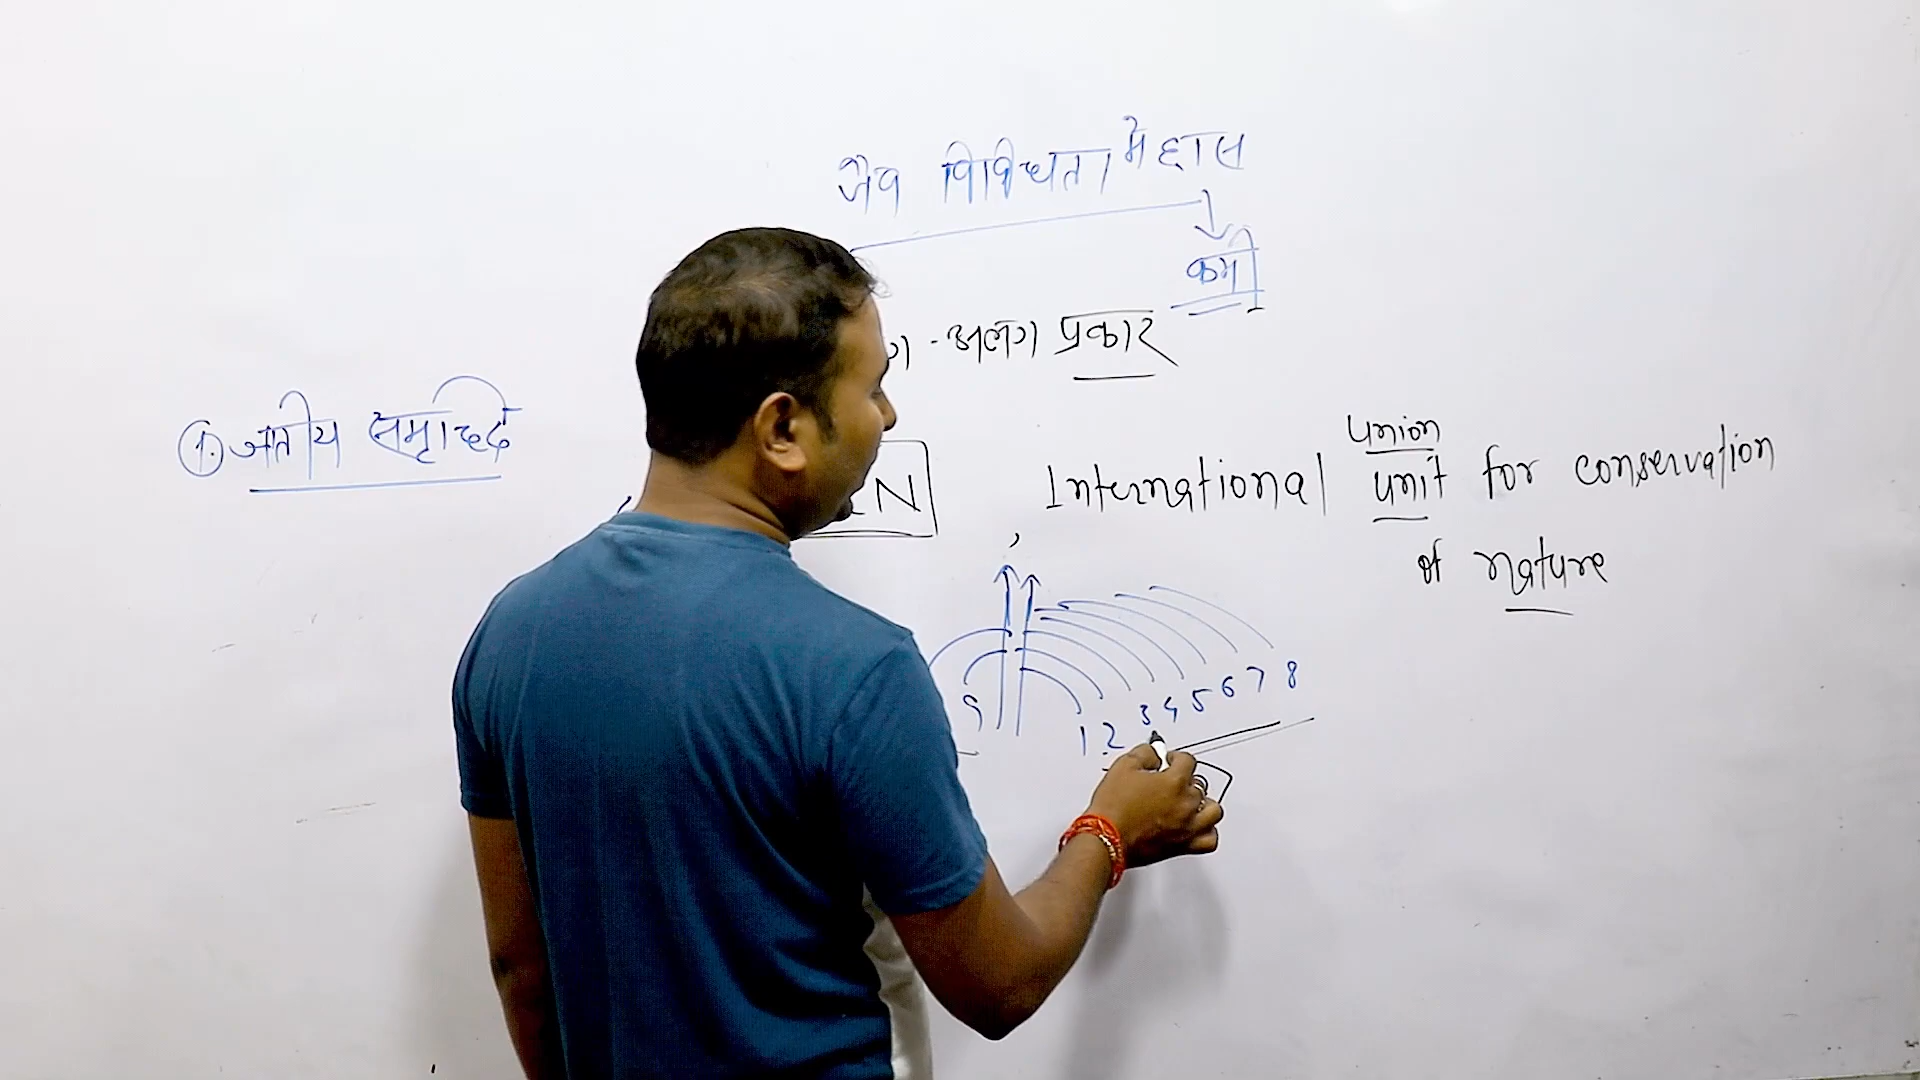 जैव विविधता में ह्रास
कमी
-अलग प्रकार
1. जातीय समृद्धि
N
union
International unit for conservation
of nature
9
1 2 3 4 5 6 7 8